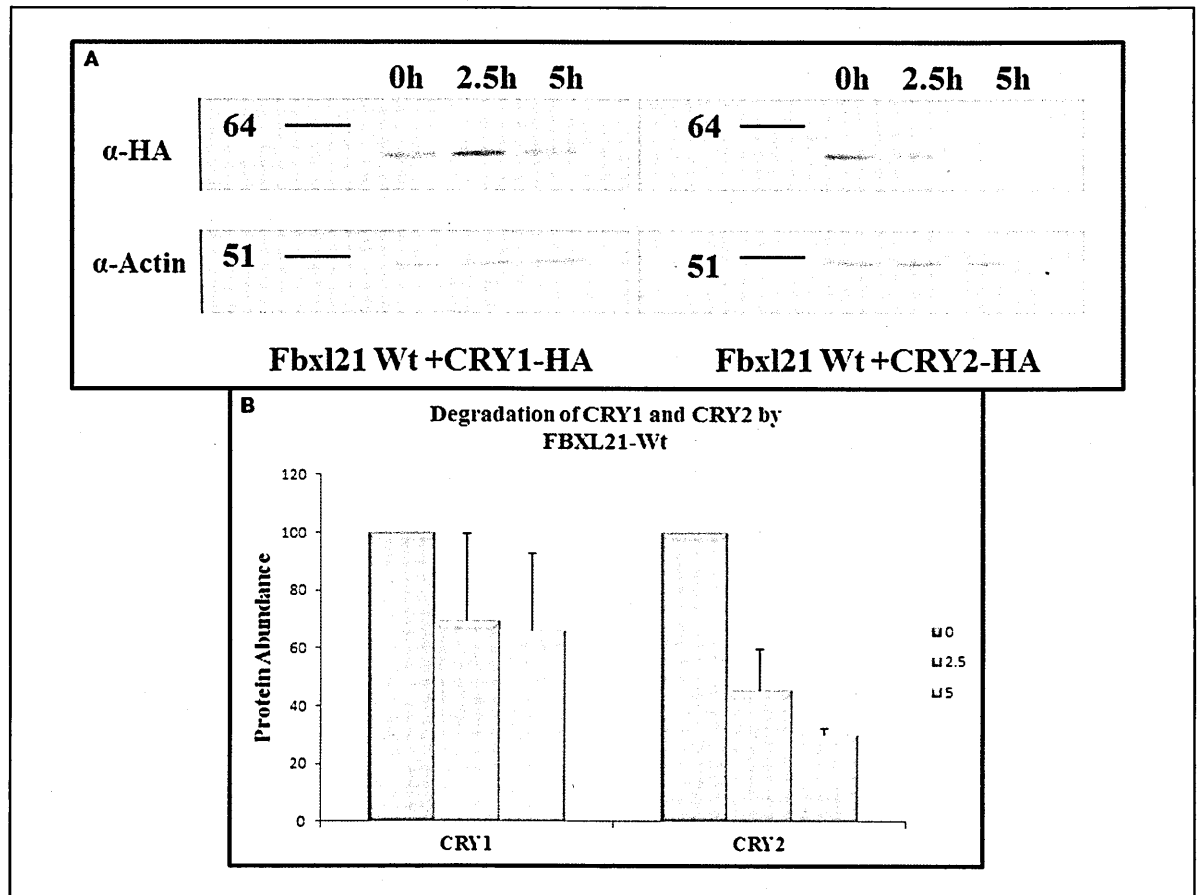 A
0h 2.5h 5h
0h 2.5h 5h
64
64
α-HA
51
51
α-Actin
Fbxl21 Wt +CRY1-HA
Fbxl21 Wt +CRY2-HA
B
Degradation of CRY1 and CRY2 by
FBXL21-Wt
120
100
80
60
40
20
0
Protein Abundance
CRY1
CRY2
0
2.5
5